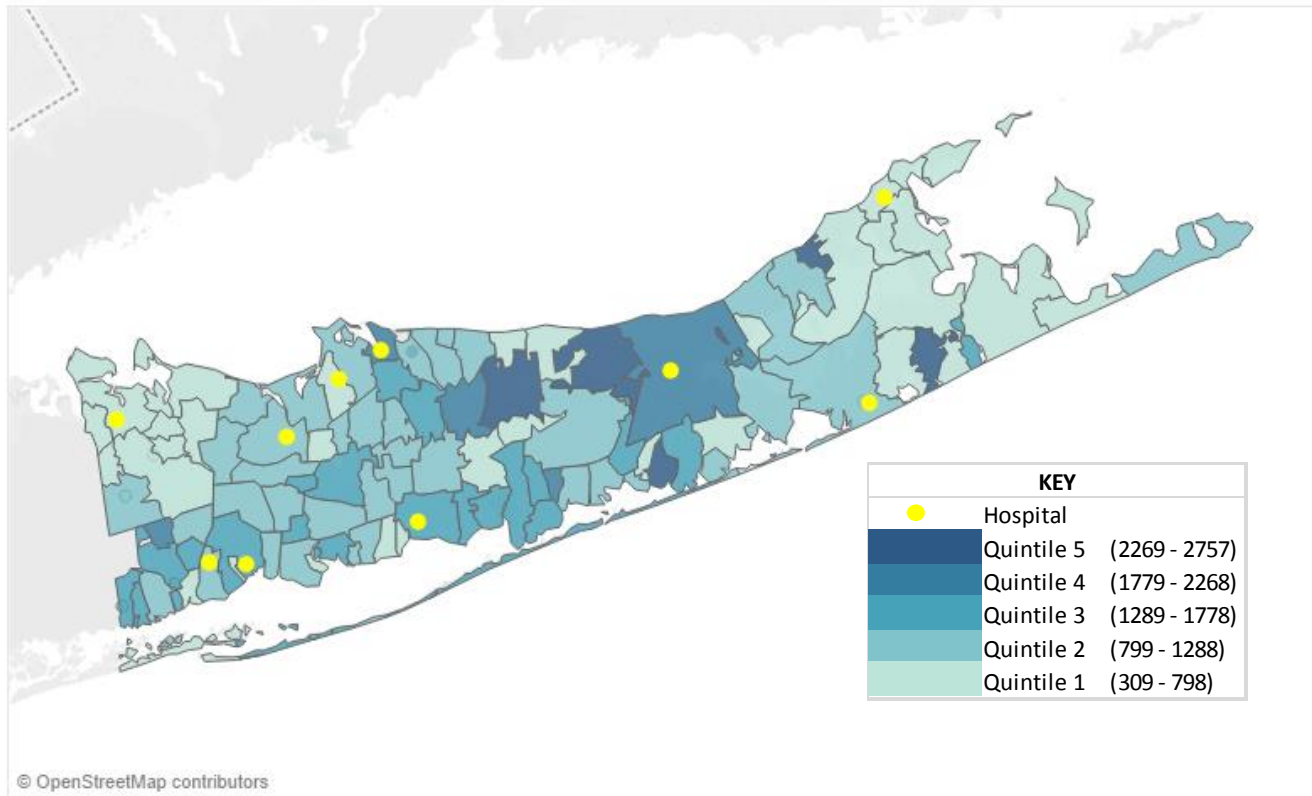 KEY
Hospital
Quintile 5 (2269 - 2757)
Quintile 4 (1779 - 2268)
Quintile 3 (1289 - 1778)
Quintile 2 (799 - 1288)
Quintile 1 (309 - 798)
© OpenStreetMap contributors